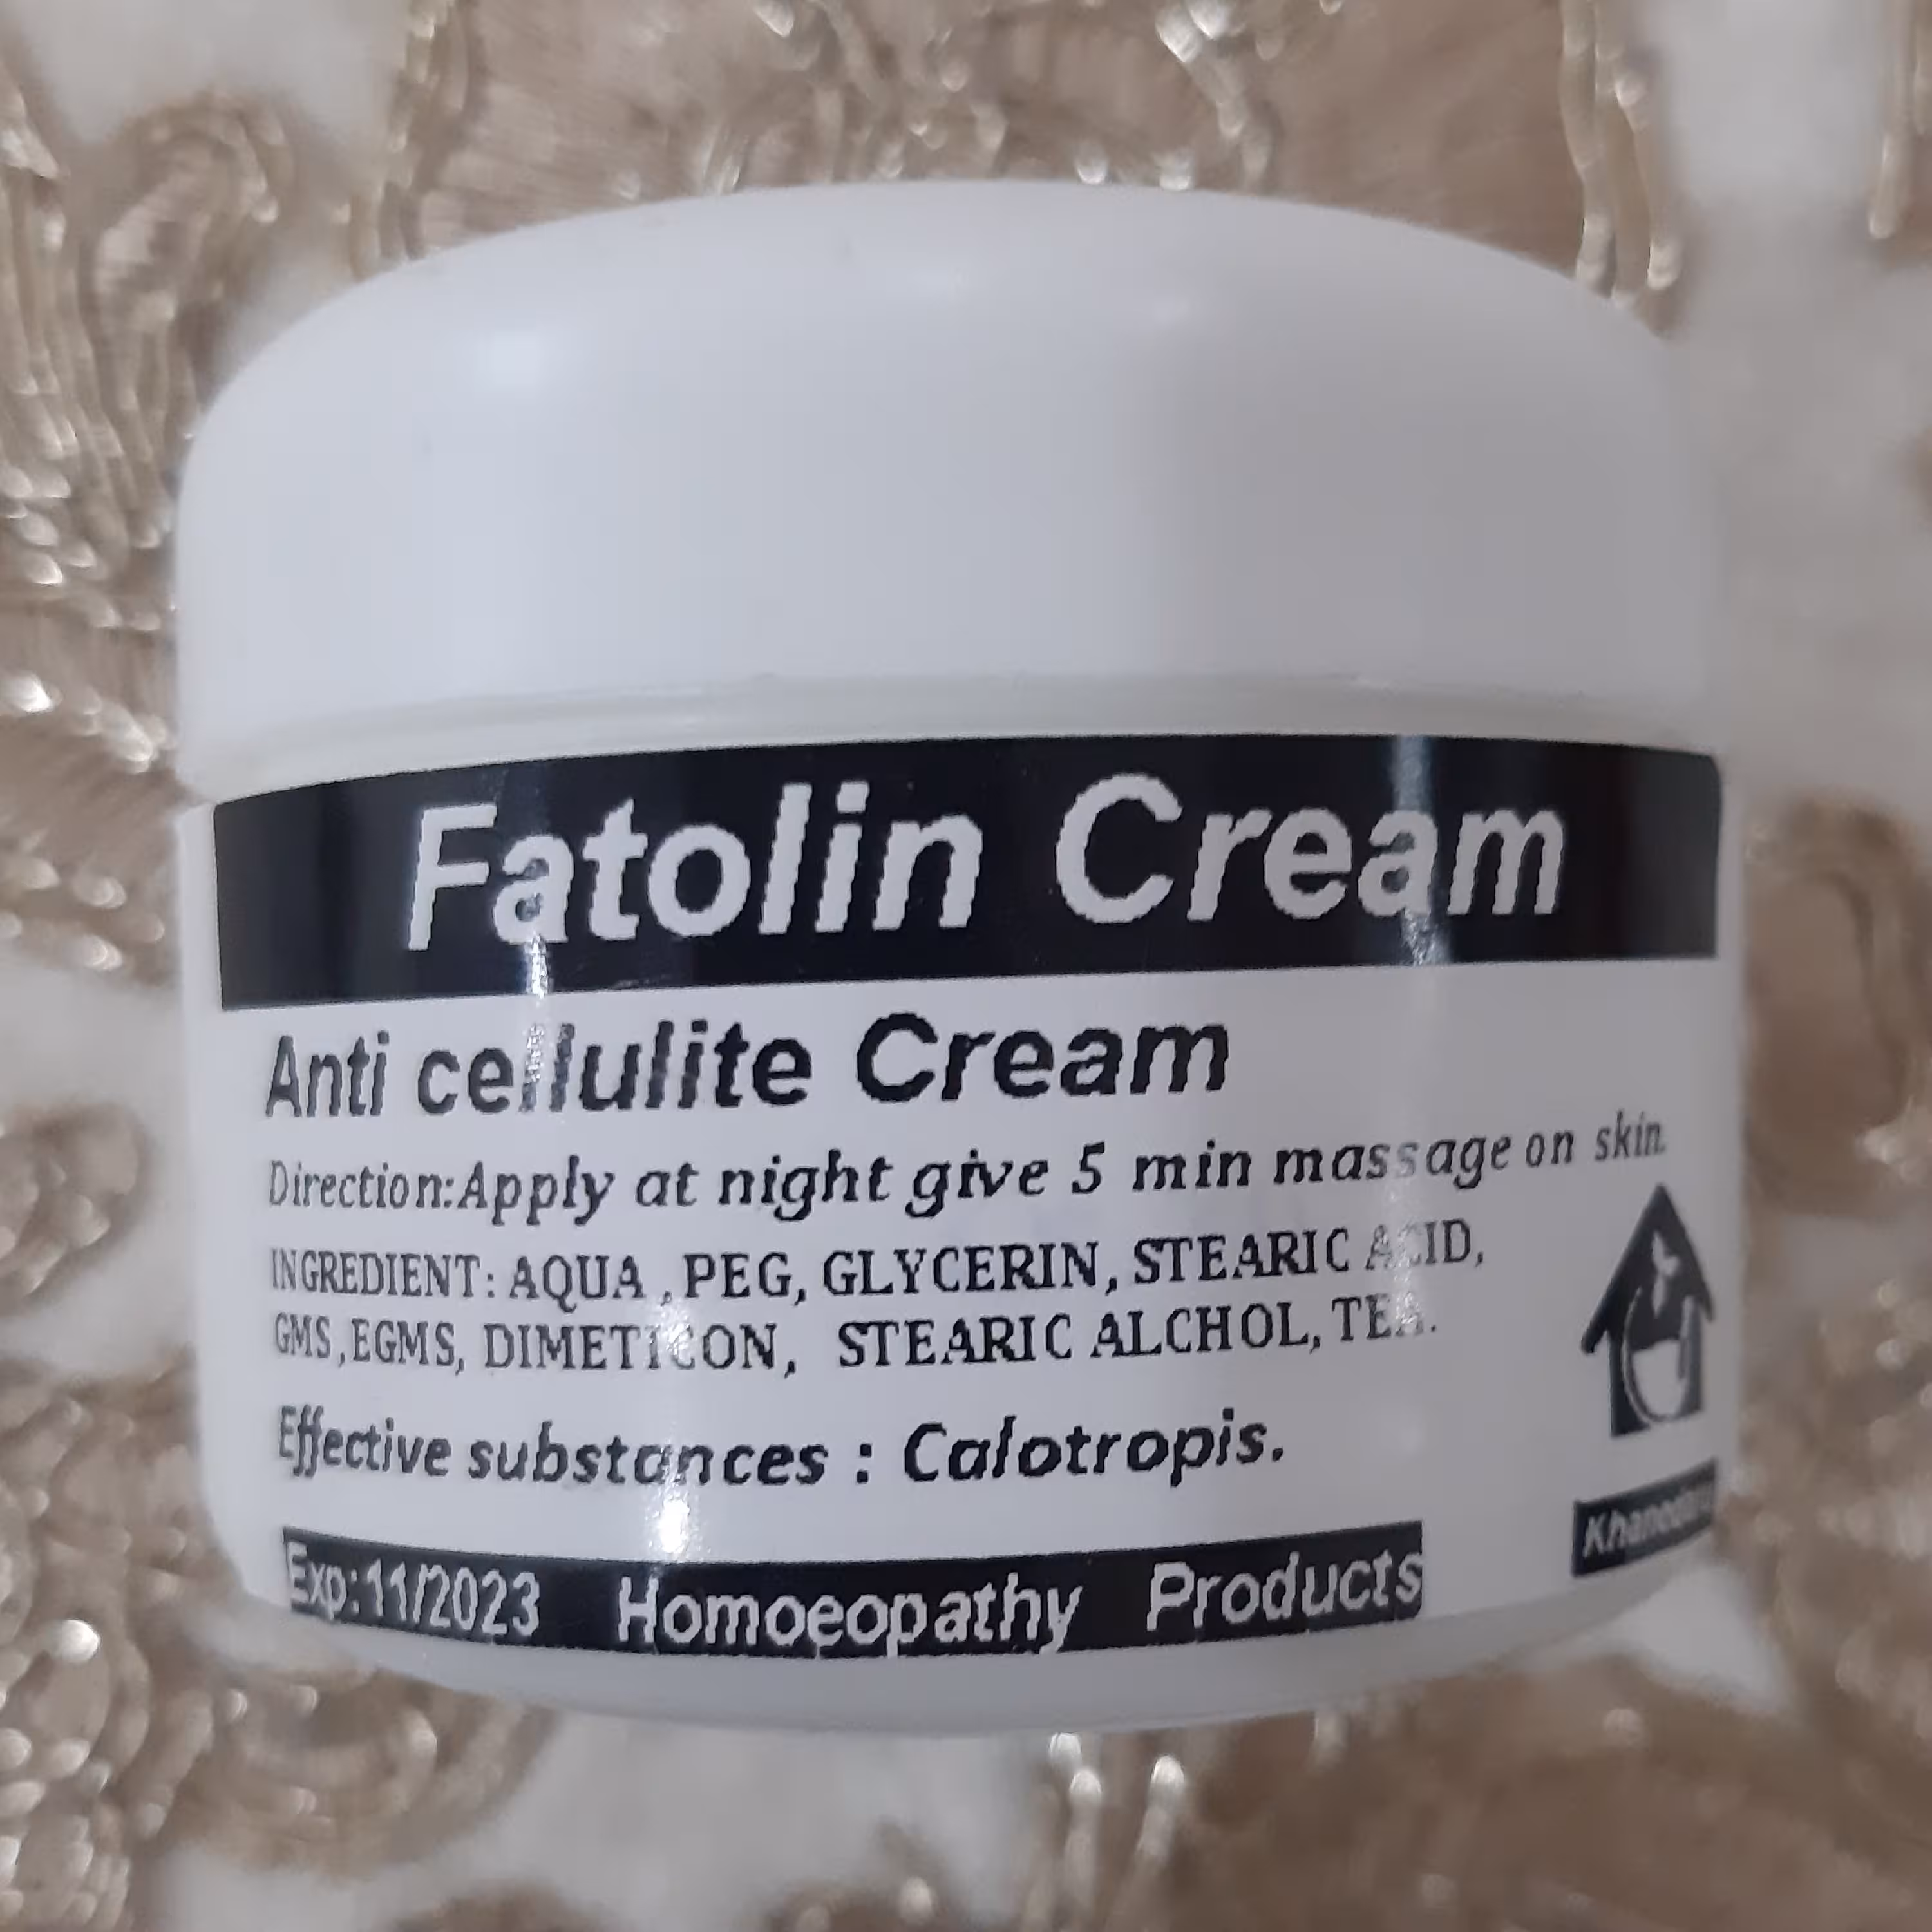 Fatolin Cream
Anti cellulite Cream
Direction:Apply at night give 5 min massage on skin.
INGREDIENT: AQUA , PEG, GLYCERIN, STEARIC ACID,
GMS ,EGMS, DIMETICON, STEARIC ALCHOL, TEA.
Effective substances : Calotropis.
Exp:11/2023 Homoeopathy Products